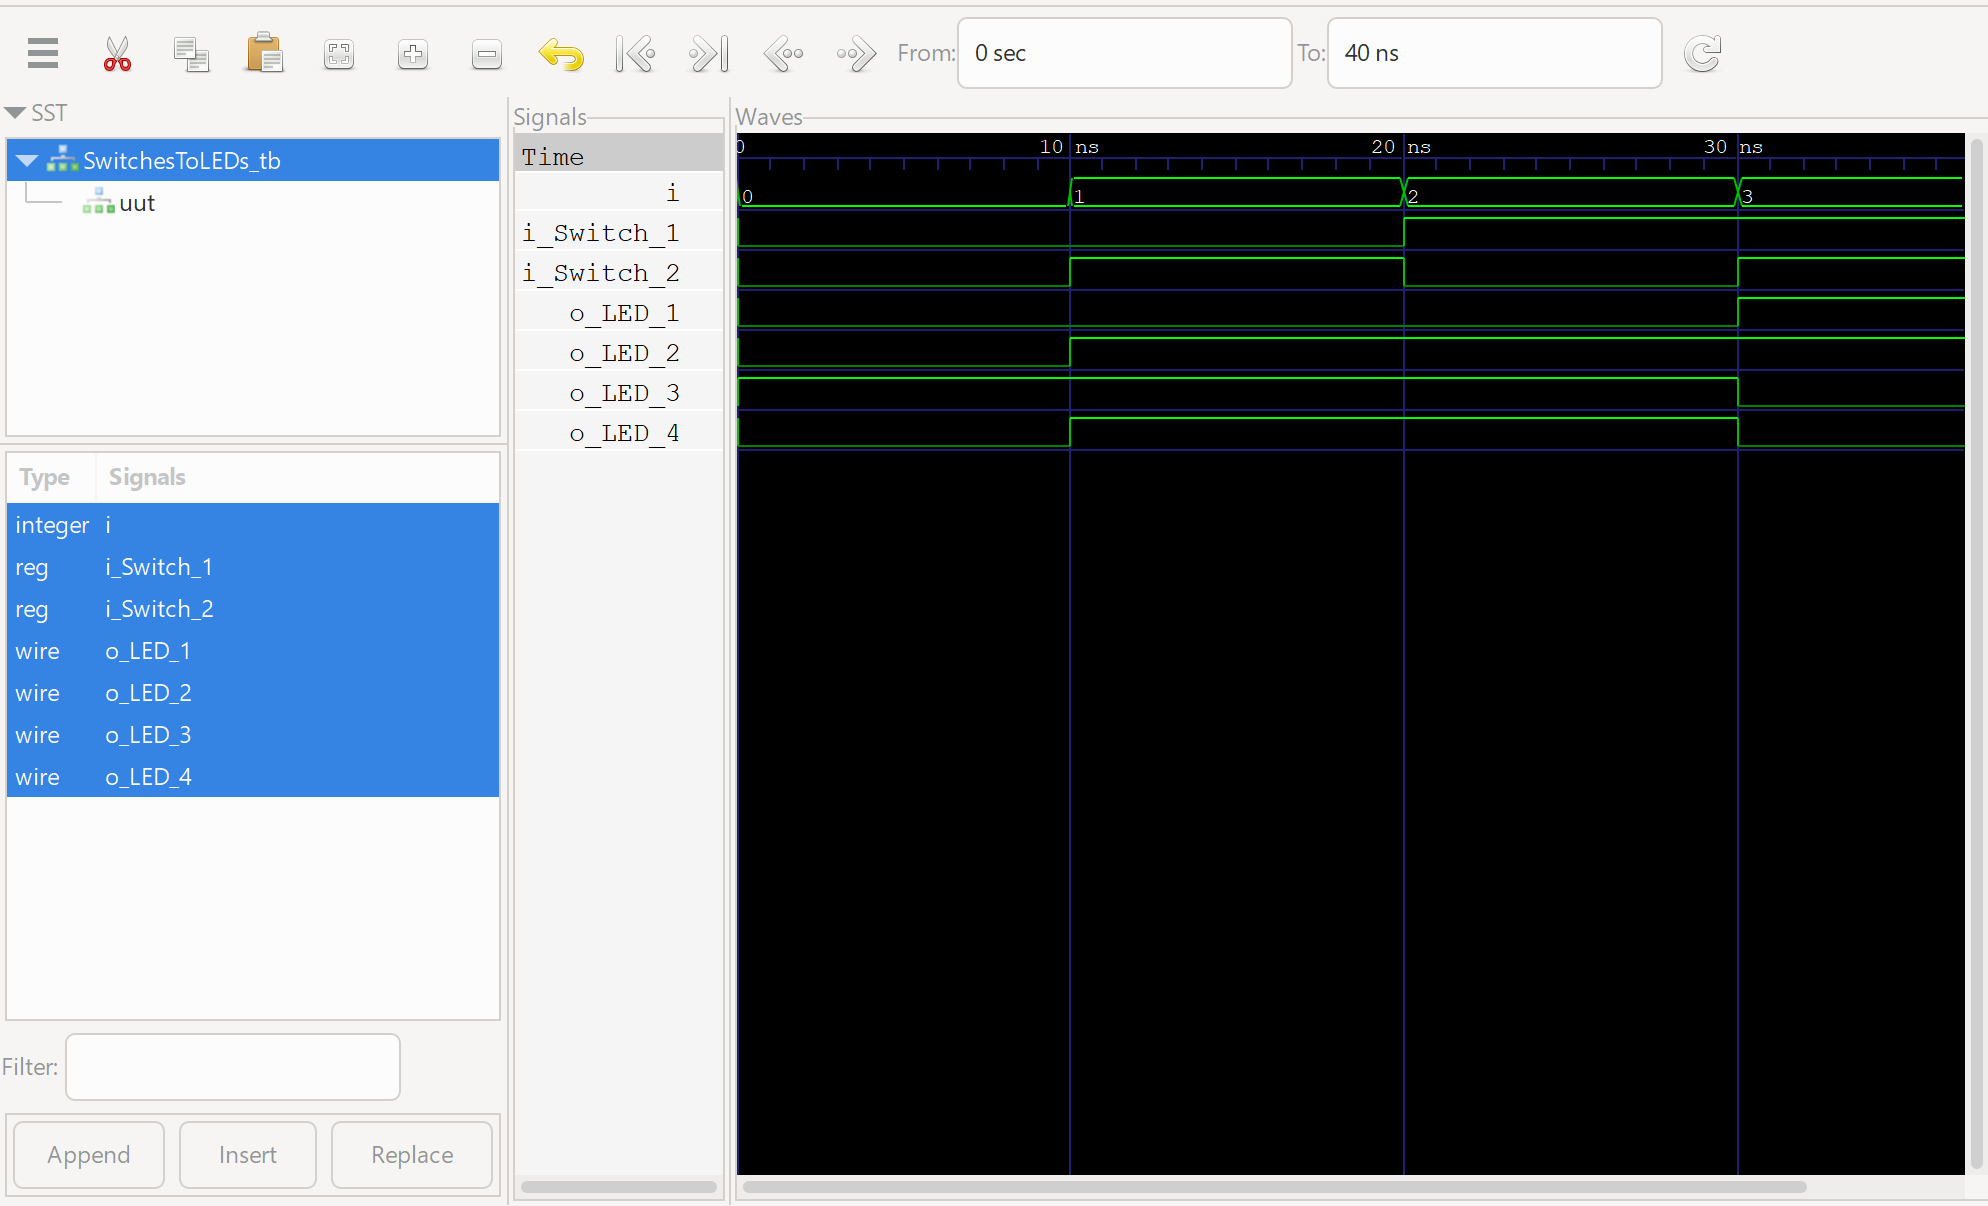 From: 0 sec To: 40 ns
SST
SwitchesToLEDs_tb
uut
Type Signals
integer i
reg i_Switch_1
reg i_Switch_2
wire o_LED_1
wire o_LED_2
wire o_LED_3
wire o_LED_4
Filter:
Append Insert Replace
Signals
Time
i
i_Switch_1
i_Switch_2
o_LED_1
o_LED_2
o_LED_3
o_LED_4
Waves
0 10 ns 20 ns 30 ns
0 1 2 3